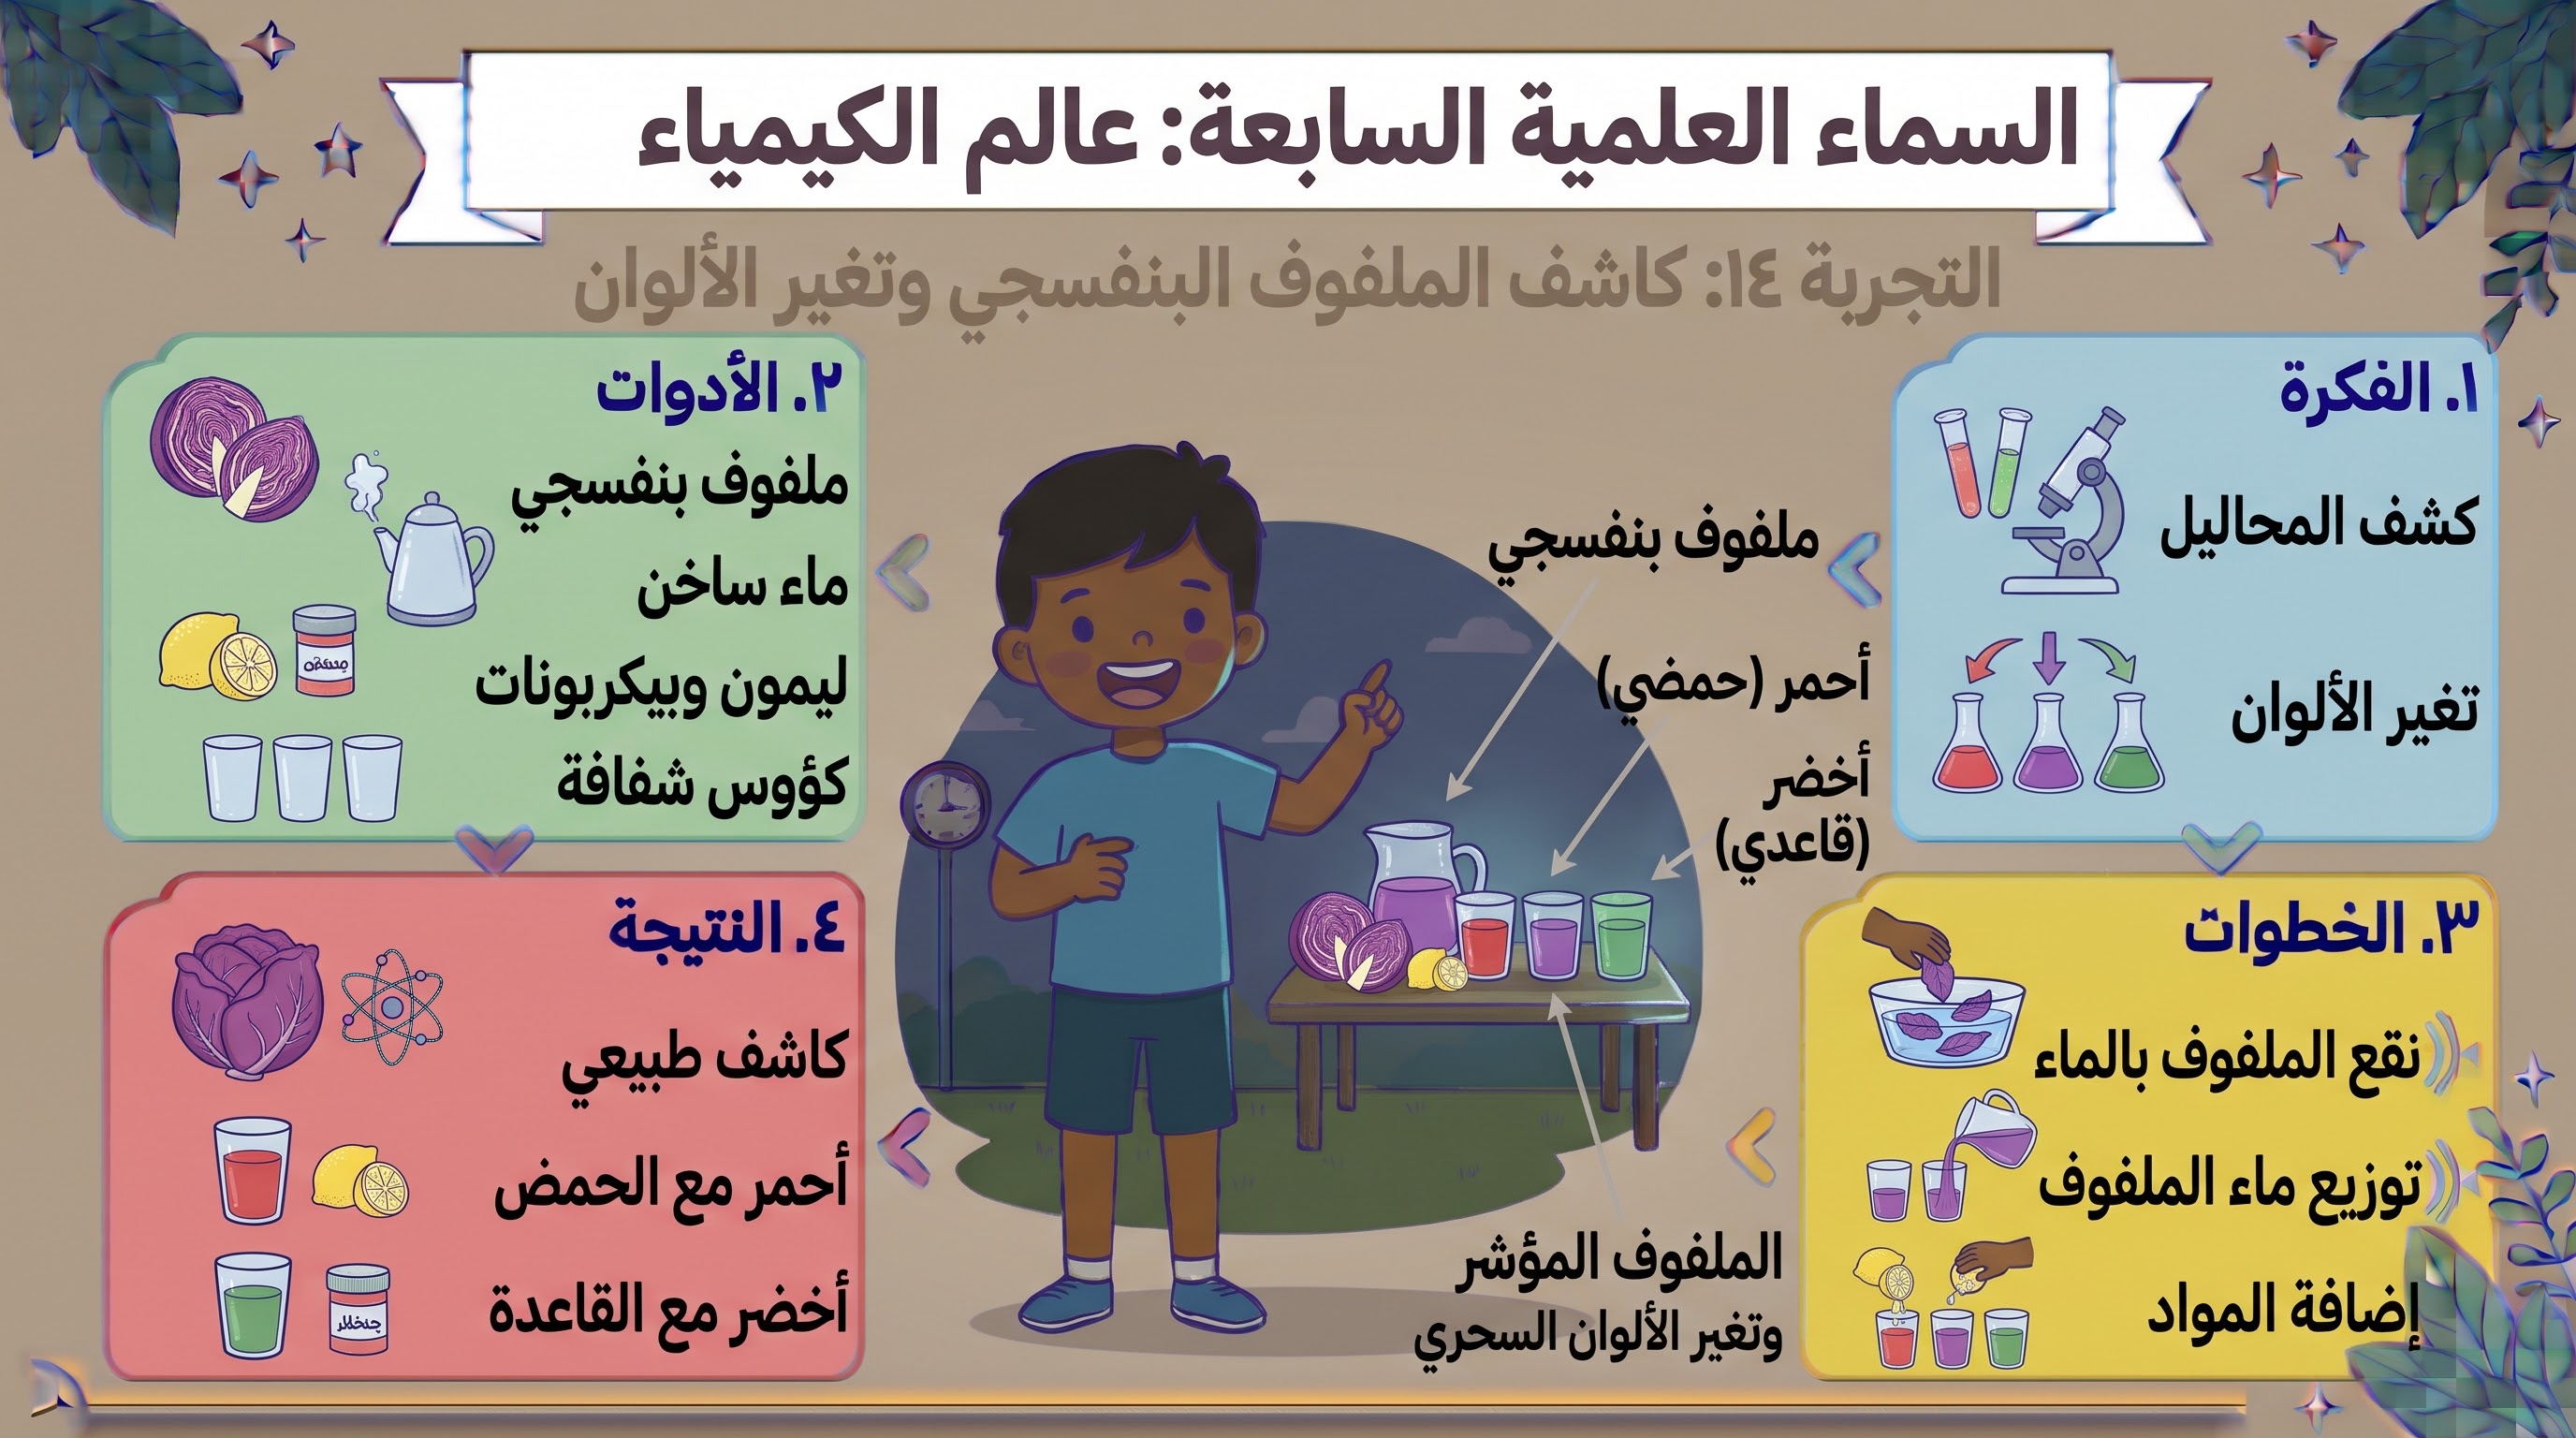 السماء العلمية السابعة: عالم الكيمياء
التجربة ١٤: كاشف الملفوف البنفسجي وتغير الألوان
١. الفكرة
كشف المحاليل
تغير الألوان
٢. الأدوات
ملفوف بنفسجي
ماء ساخن
ليمون وبيكربونات
كؤوس شفافة
ملفوف بنفسجي
أحمر (حمضي)
أخضر
(قاعدي)
الملفوف المؤشر
وتغير الألوان السحري
٣. الخطوات
نقع الملفوف بالماء
توزيع ماء الملفوف
إضافة المواد
٤. النتيجة
كاشف طبيعي
أحمر مع الحمض
أخضر مع القاعدة